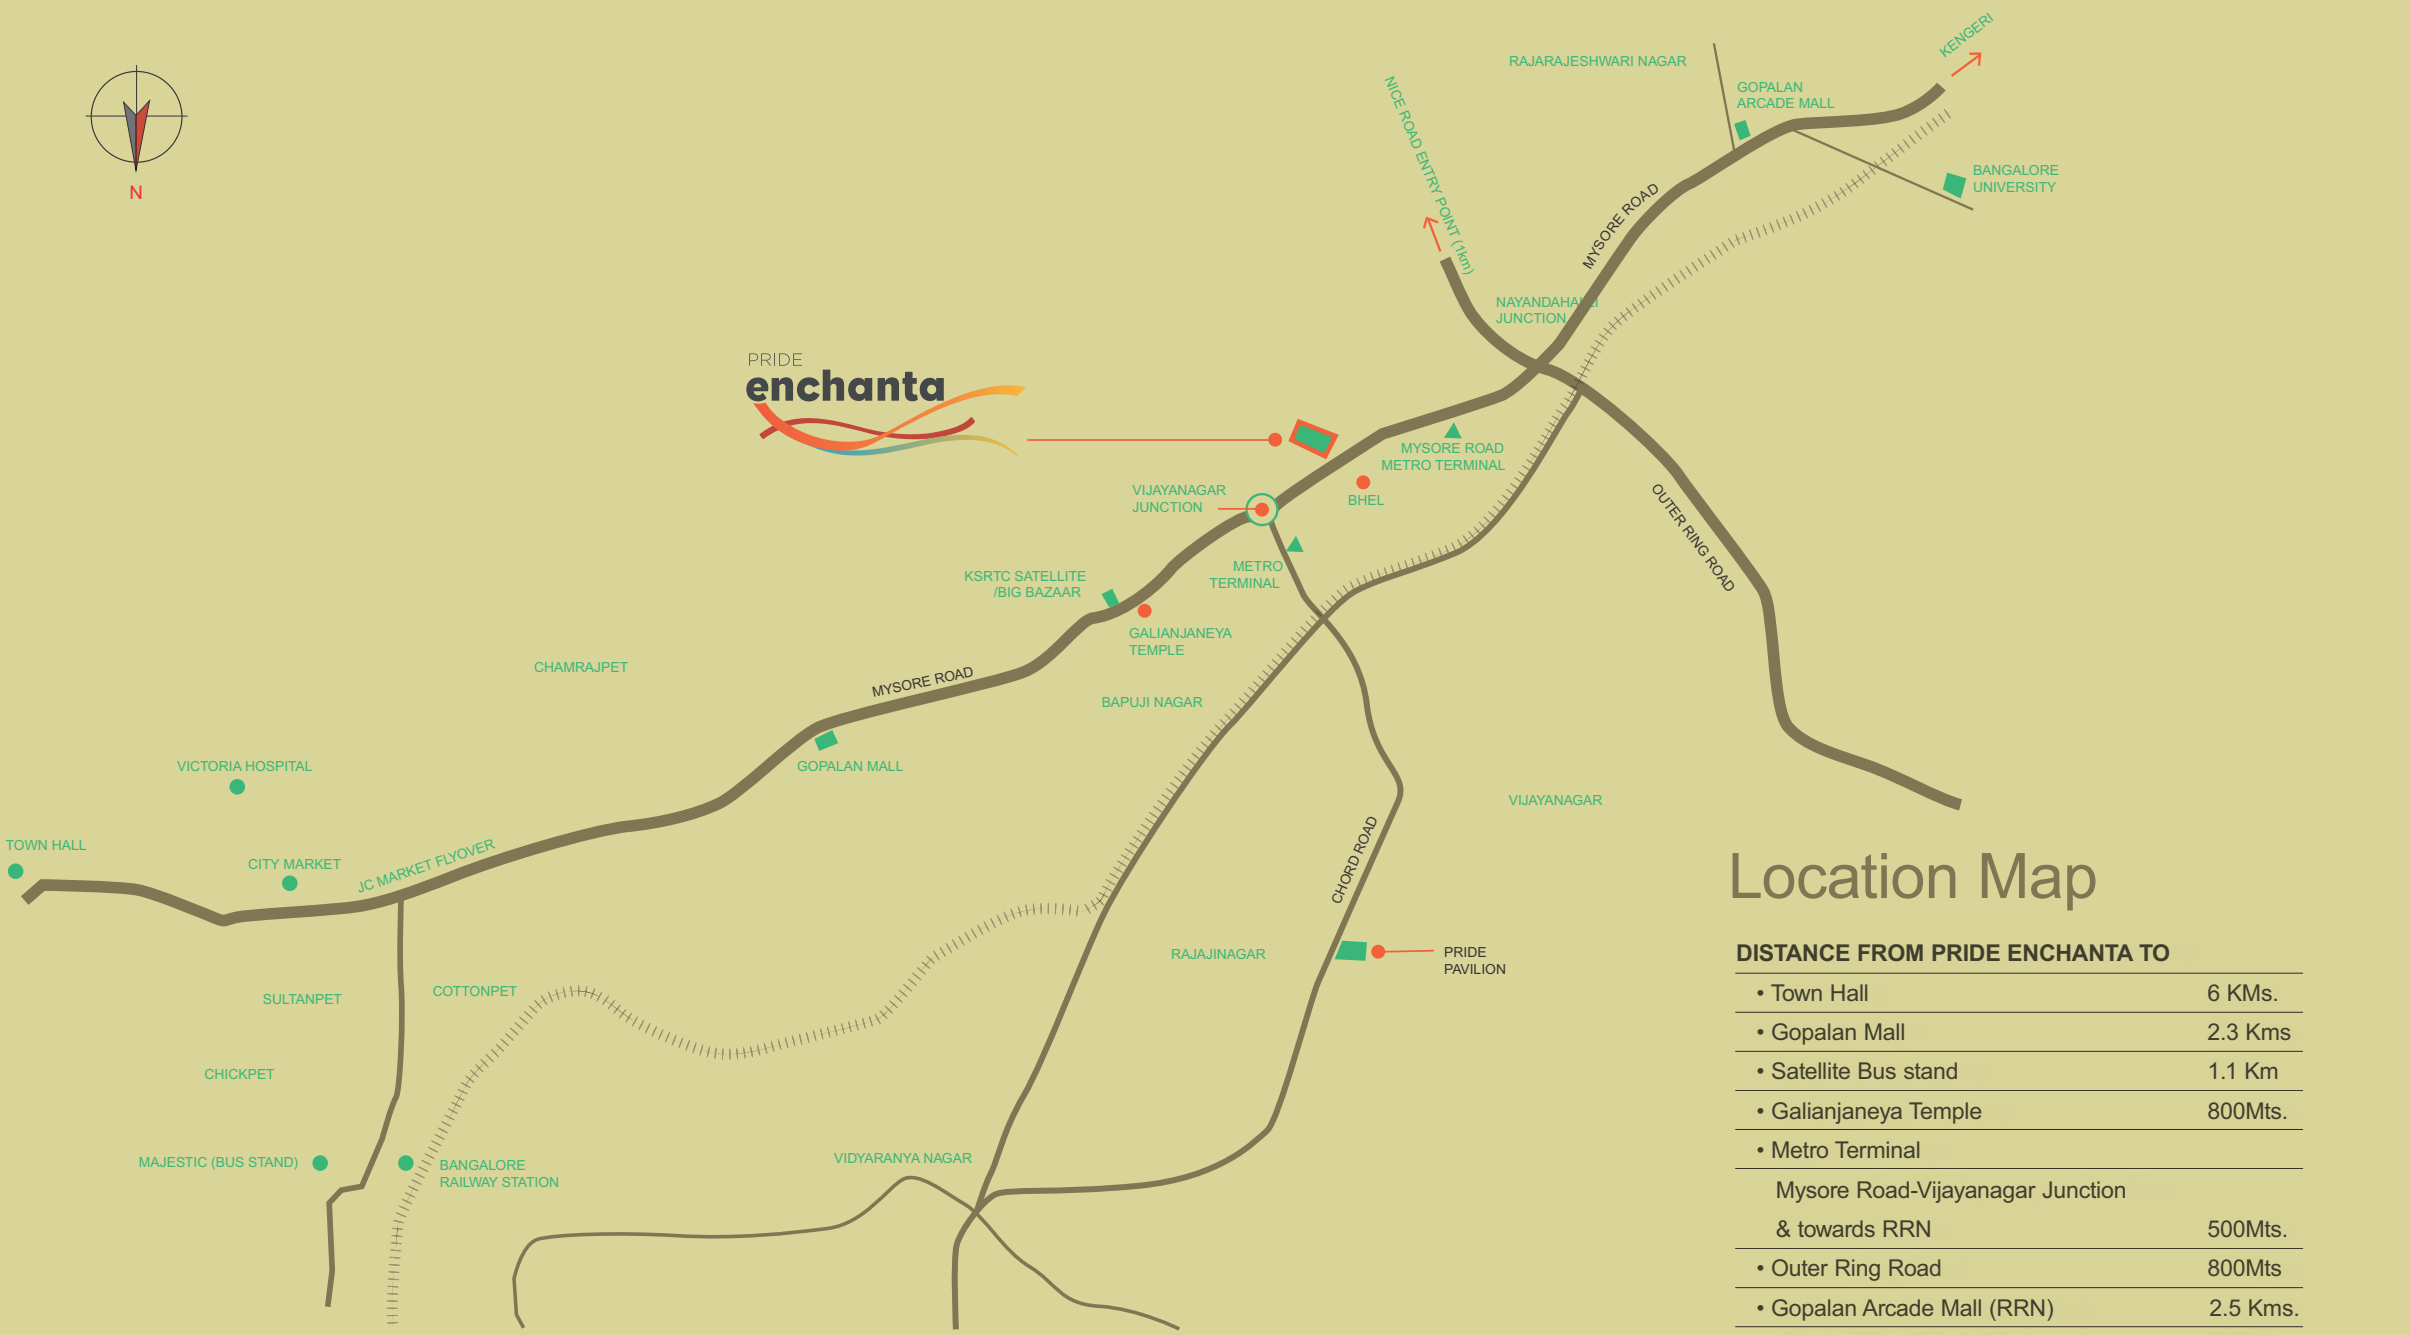 KENGERI
RAJARAJESHWARI NAGAR
GOPALAN
ARCADE MALL
NICE ROAD ENTRY POINT (1km)
BANGALORE
UNIVERSITY
N
MYSORE ROAD
NAYANDAHALLI
JUNCTION
PRIDE
enchanta
MYSORE ROAD
METRO TERMINAL
VIJAYANAGAR
JUNCTION
BHEL
OUTER RING ROAD
METRO
TERMINAL
KSRTC SATELLITE
/BIG BAZAAR
GALIANJANEYA
TEMPLE
CHAMRAJPET
MYSORE ROAD
BAPUJI NAGAR
VICTORIA HOSPITAL
GOPALAN MALL
VIJAYANAGAR
TOWN HALL
CITY MARKET
JC MARKET FLYOVER
CHORD ROAD
RAJAJINAGAR
PRIDE
PAVILION
SULTANPET
COTTONPET
CHICKPET
MAJESTIC (BUS STAND)
BANGALORE
RAILWAY STATION
VIDYARANYA NAGAR
Location Map
DISTANCE FROM PRIDE ENCHANTA TO
• Town Hall 6 KMs.
• Gopalan Mall 2.3 Kms
• Satellite Bus stand 1.1 Km
• Galianjaneya Temple 800Mts.
• Metro Terminal
Mysore Road-Vijayanagar Junction
& towards RRN 500Mts.
• Outer Ring Road 800Mts
• Gopalan Arcade Mall (RRN) 2.5 Kms.